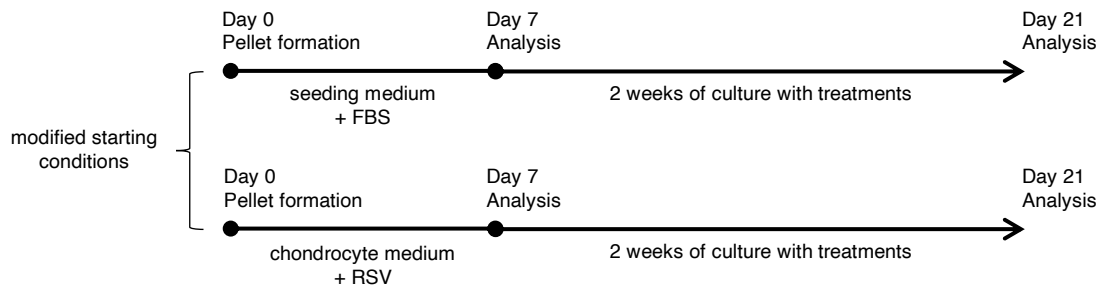 Day 0
Pellet formation
Day 7
Analysis
Day 21
Analysis
seeding medium
+ FBS
2 weeks of culture with treatments
modified starting
conditions
Day 0
Pellet formation
Day 7
Analysis
Day 21
Analysis
chondrocyte medium
+ RSV
2 weeks of culture with treatments